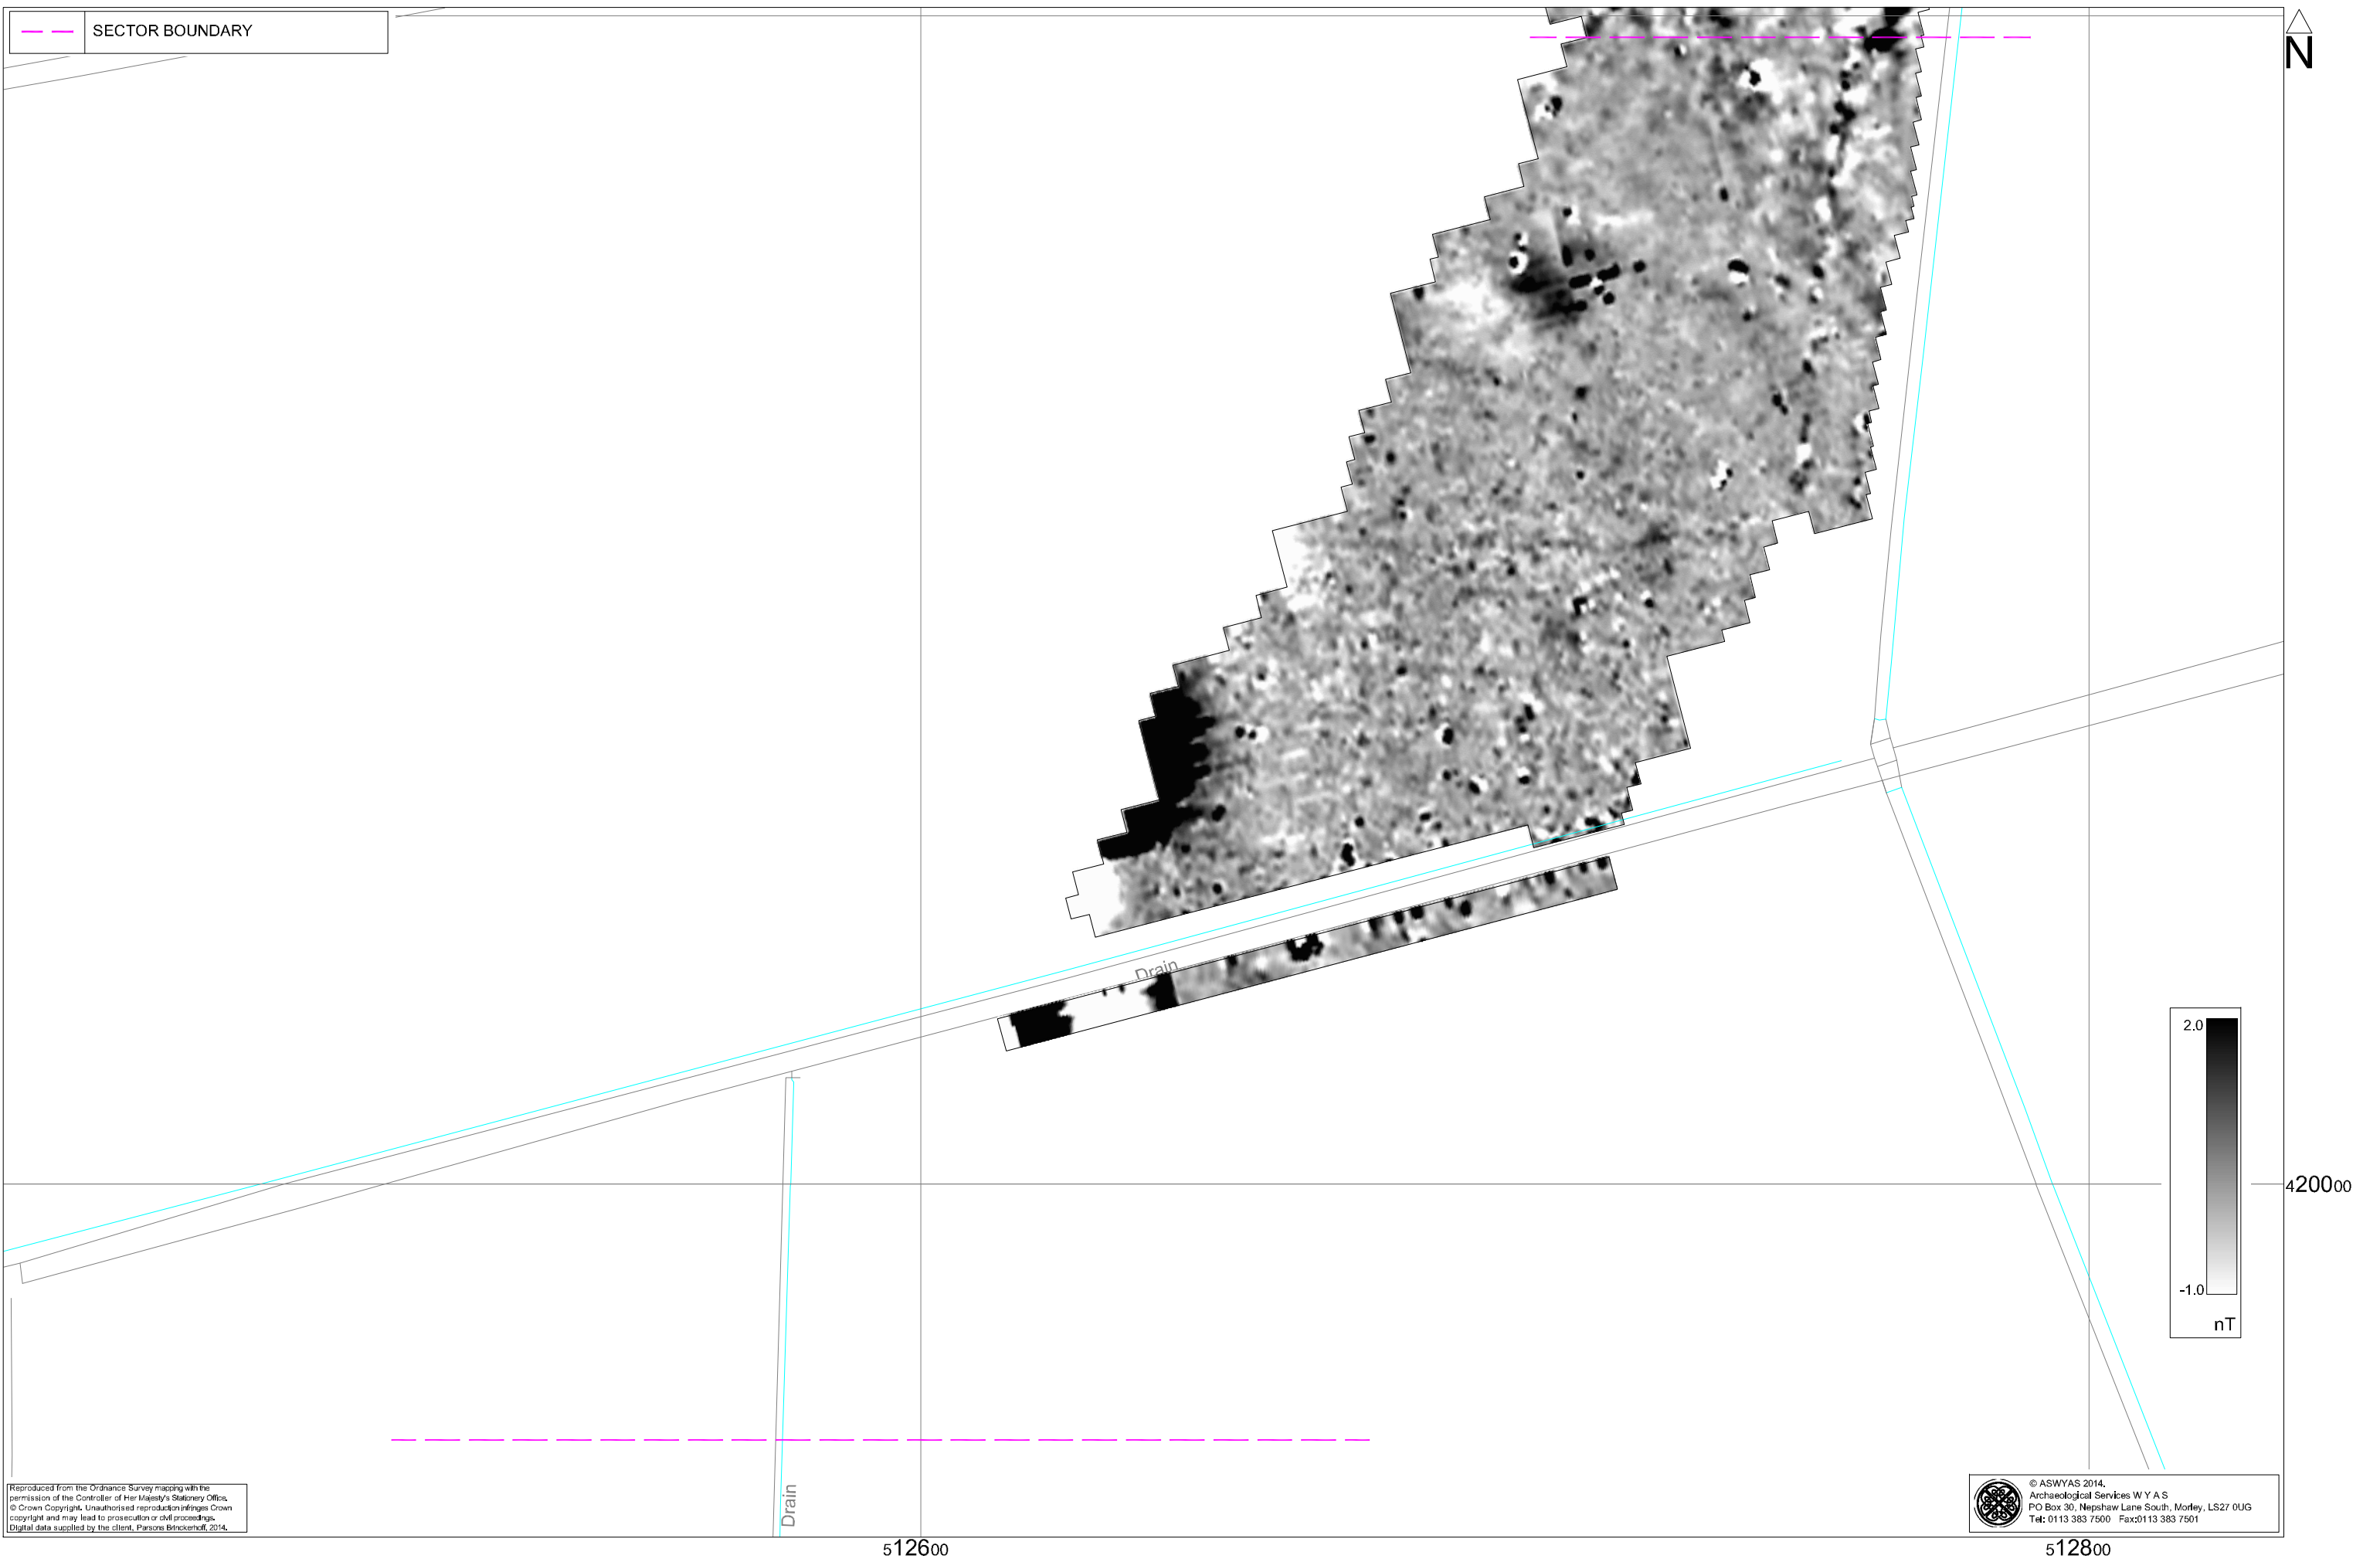 SECTOR BOUNDARY
N
Drain
2.0
-1.0
nT
420000
Drain
Reproduced from the Ordnance Survey mapping with the
permission of the Controller of Her Majesty's Stationery Office.
© Crown Copyright. Unauthorised reproduction infringes Crown
copyright and may lead to prosecution or civil proceedings.
Digital data supplied by the client, Parsons Brinckerhoff, 2014.
© ASWYAS 2014.
Archaeological Services W Y A S
PO Box 30, Nepshaw Lane South, Morley, LS27 0UG
Tel: 0113 383 7500 Fax:0113 383 7501
512600
512800